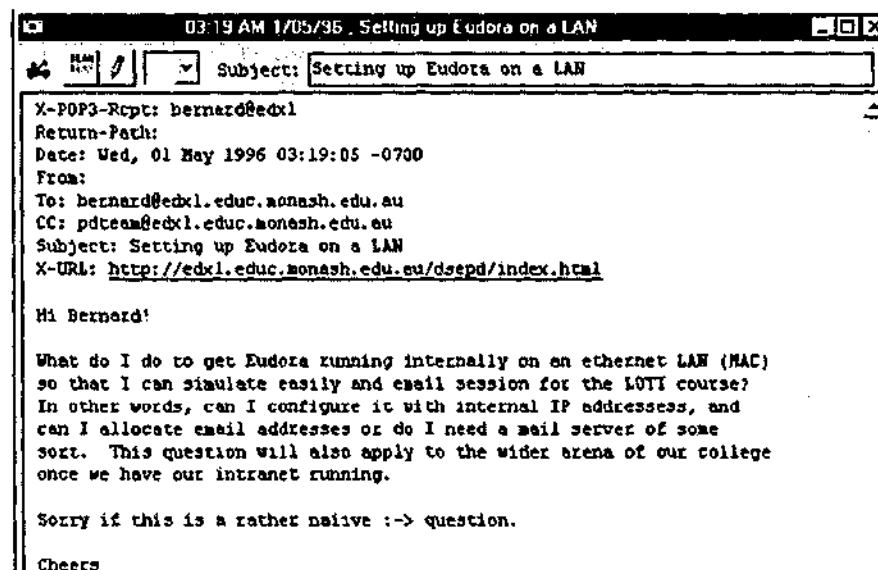 03:19 AM 1/05/96 , Setting up Eudora on a LAN
Subject: Setting up Eudora on a LAN
X-POP3-Rcpt: bernard@edx1
Return-Path:
Date: Wed, 01 May 1996 03:19:05 -0700
From:
To: bernard@edx1.educ.monash.edu.au
CC: pdteam@edx1.educ.monash.edu.au
Subject: Setting up Eudora on a LAN
X-URL: http://edx1.educ.monash.edu.au/dsepd/index.html
Hi Bernard!
What do I do to get Eudora running internally on an ethernet LAN (MAC)
so that I can simulate easily and email session for the LOTI course?
In other words, can I configure it with internal IP addressess, and
can I allocate email addresses or do I need a mail server of some
sort. This question will also apply to the wider arena of our college
once we have our intranet running.
Sorry if this is a rather naiive :-> question.
Cheers